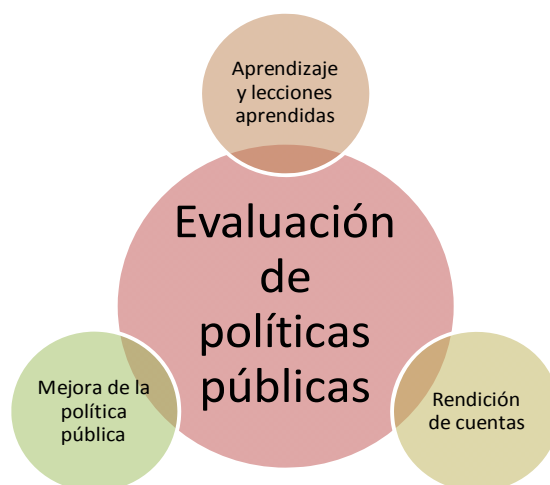 Aprendizaje
y lecciones
aprendidas
Evaluación
de
políticas
públicas
Mejora de la
política
pública
Rendición
de cuentas